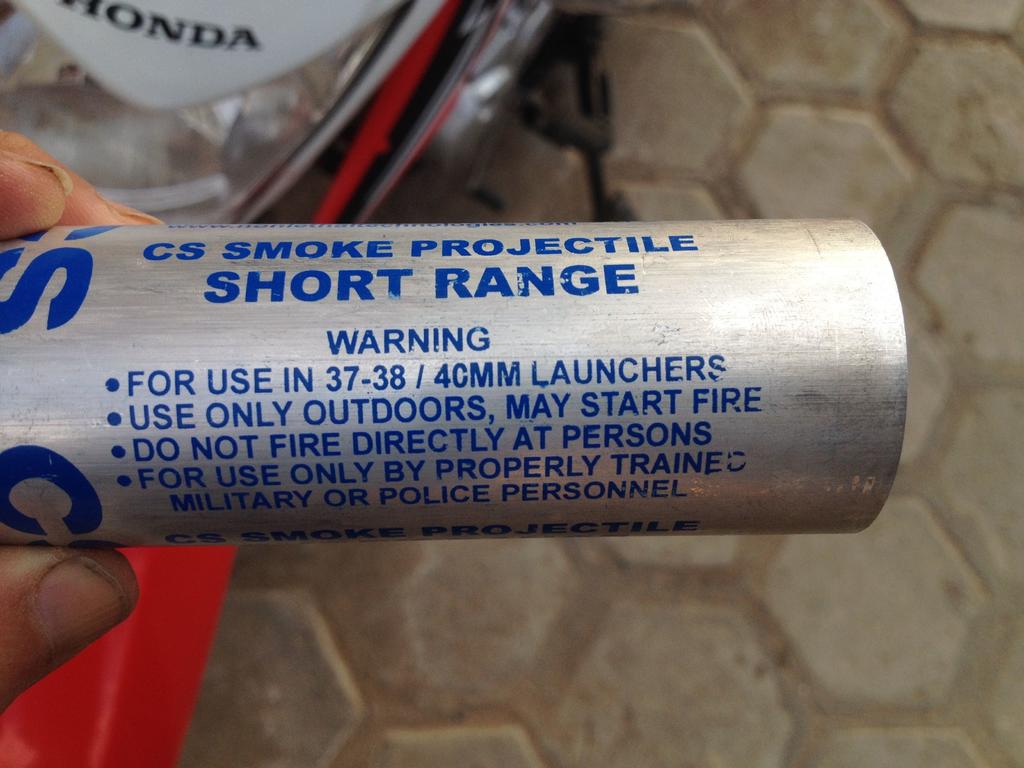 HONDA
CS
CS SMOKE PROJECTILE
SHORT RANGE
WARNING
• FOR USE IN 37-38 / 40MM LAUNCHERS
• USE ONLY OUTDOORS, MAY START FIRE
• DO NOT FIRE DIRECTLY AT PERSONS
• FOR USE ONLY BY PROPERLY TRAINED
MILITARY OR POLICE PERSONNEL
CS SMOKE PROJECTILE